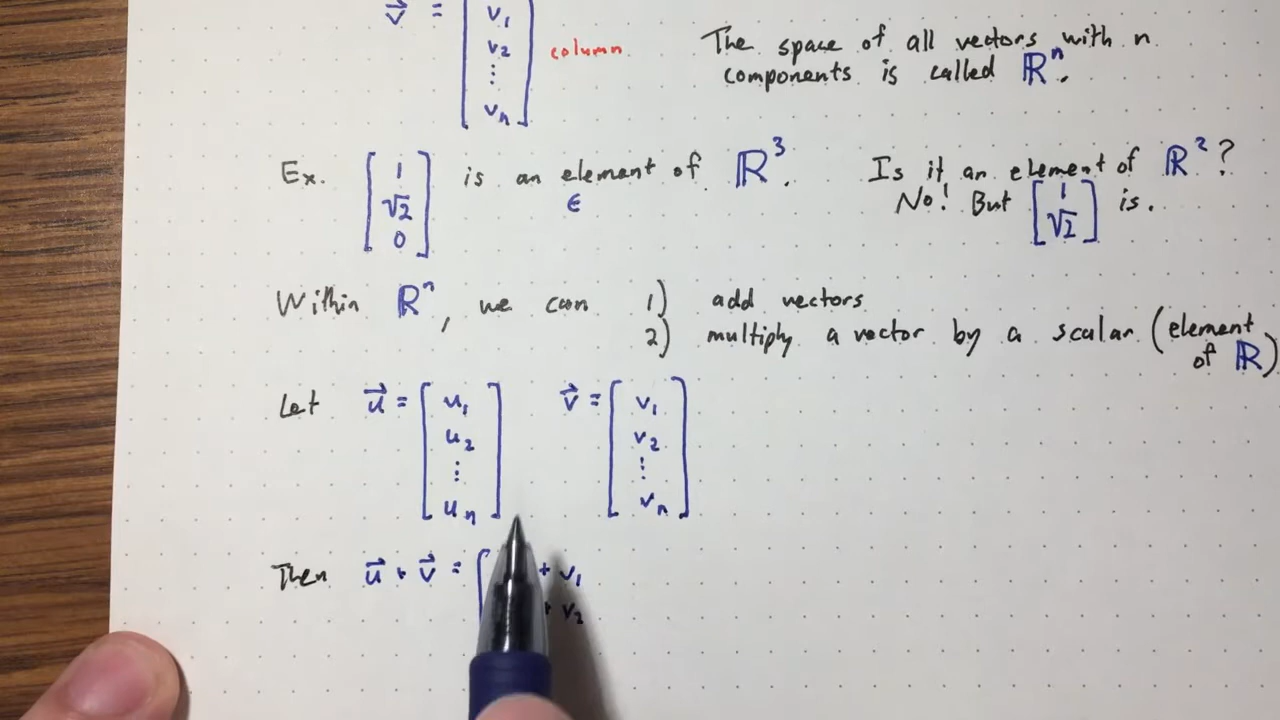 v⃗ = [v₁ v₂ ⋮ vₙ] column
The space of all vectors with n
components is called ℝⁿ.
Ex. [1 √2 0] is an element of ℝ³.
∈
Is it an element of ℝ²?
No! But [1 √2] is.
Within ℝⁿ, we can 1) add vectors
2) multiply a vector by a scalar (element
of ℝ)
Let u⃗ = [u₁ u₂ ⋮ uₙ] v⃗ = [v₁ v₂ ⋮ vₙ]
Then u⃗ + v⃗ = [ + v₁
+ v₂